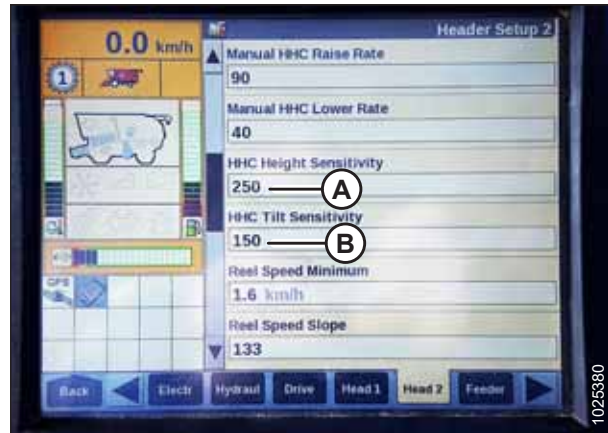 0.0 km/h
Header Setup 2
1
Manual HHC Raise Rate
90
Manual HHC Lower Rate
40
HHC Height Sensitivity
250
A
HHC Tilt Sensitivity
150
B
GPS
Reel Speed Minimum
1.6 km/h
Reel Speed Slope
133
Back
Electr
Hydraul
Drive
Head 1
Head 2
Feeder
1025380